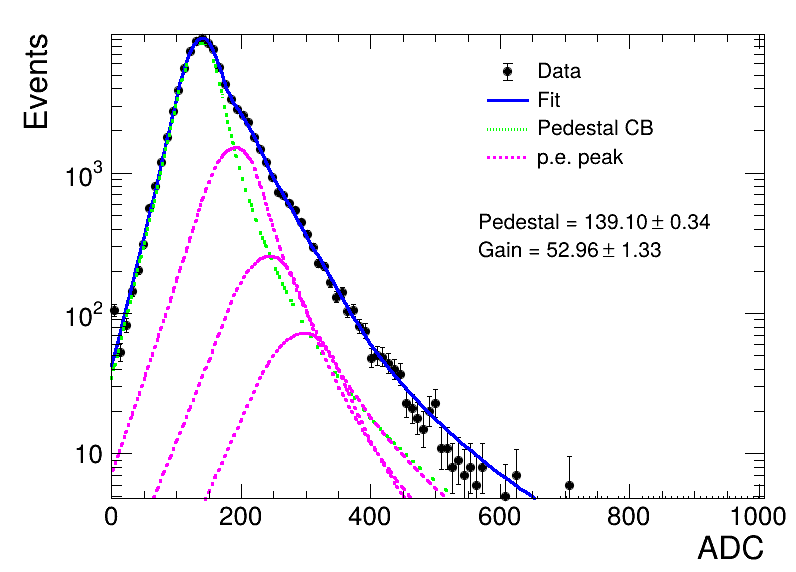 Events
Data
Fit
Pedestal CB
p.e. peak
Pedestal = 139.10 ± 0.34
Gain = 52.96 ± 1.33
10³
10²
10
0 200 400 600 800 1000
ADC